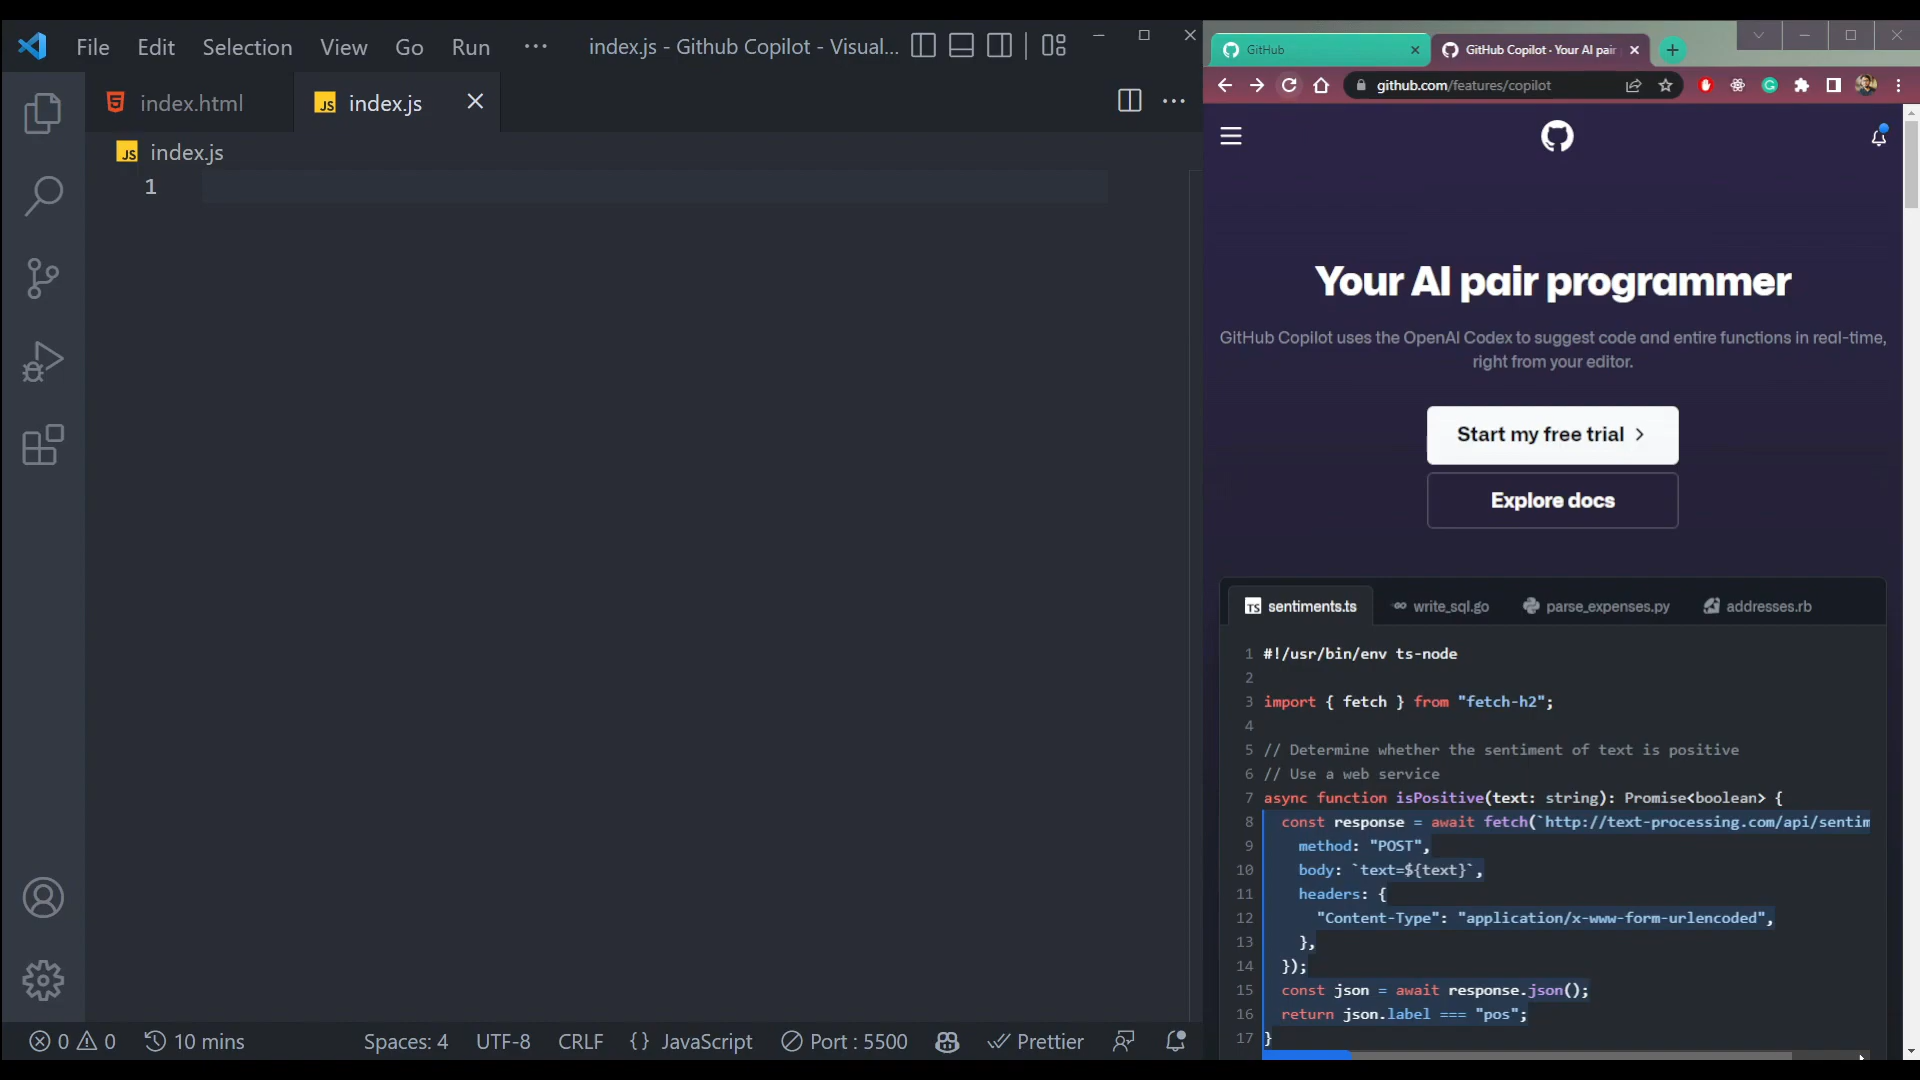 File Edit Selection View Go Run ··· index.js - Github Copilot - Visual...
index.html
JS index.js
JS index.js
1
0 0 10 mins Spaces: 4 UTF-8 CRLF {} JavaScript Port : 5500 Prettier
GitHub
GitHub Copilot · Your AI pair
github.com/features/copilot
Your AI pair programmer
GitHub Copilot uses the OpenAI Codex to suggest code and entire functions in real-time,
right from your editor.
Start my free trial
Explore docs
TS sentiments.ts write_sql.go parse_expenses.py addresses.rb
1 #!/usr/bin/env ts-node
2
3 import { fetch } from "fetch-h2";
4
5 // Determine whether the sentiment of text is positive
6 // Use a web service
7 async function isPositive(text: string): Promise<boolean> {
8 const response = await fetch(`http://text-processing.com/api/sentim
9 method: "POST",
10 body: `text=${text}`,
11 headers: {
12 "Content-Type": "application/x-www-form-urlencoded",
13 },
14 });
15 const json = await response.json();
16 return json.label === "pos";
17 }